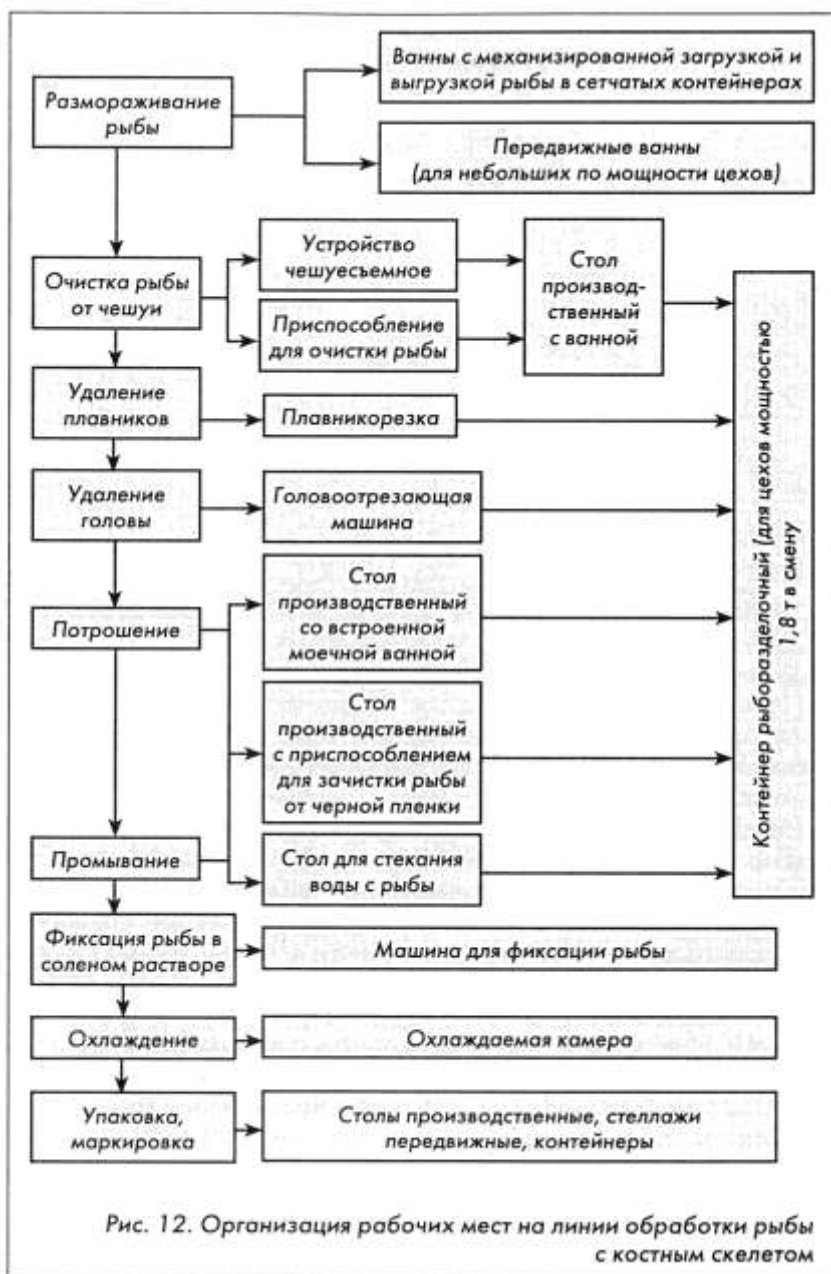 Размораживание
рыбы
Ванны с механизированной загрузкой и
выгрузкой рыбы в сетчатых контейнерах
Передвижные ванны
(для небольших по мощности цехов)
Очистка рыбы
от чешуи
Устройство
чешуесъемное
Приспособление
для очистки рыбы
Стол
производ-
ственный
с ванной
Удаление
плавников
Плавникорезка
Удаление
головы
Головоотрезающая
машина
Потрошение
Стол
производственный
со встроенной
моечной ванной
Стол
производственный
с приспособлением
для зачистки рыбы
от черной пленки
Промывание
Стол для стекания
воды с рыбы
Контейнер рыборазделочный (для цехов мощностью
1,8 т в смену
Фиксация рыбы в
соленом растворе
Машина для фиксации рыбы
Охлаждение
Охлаждаемая камера
Упаковка,
маркировка
Столы производственные, стеллажи
передвижные, контейнеры
Рис. 12. Организация рабочих мест на линии обработки рыбы
с костным скелетом